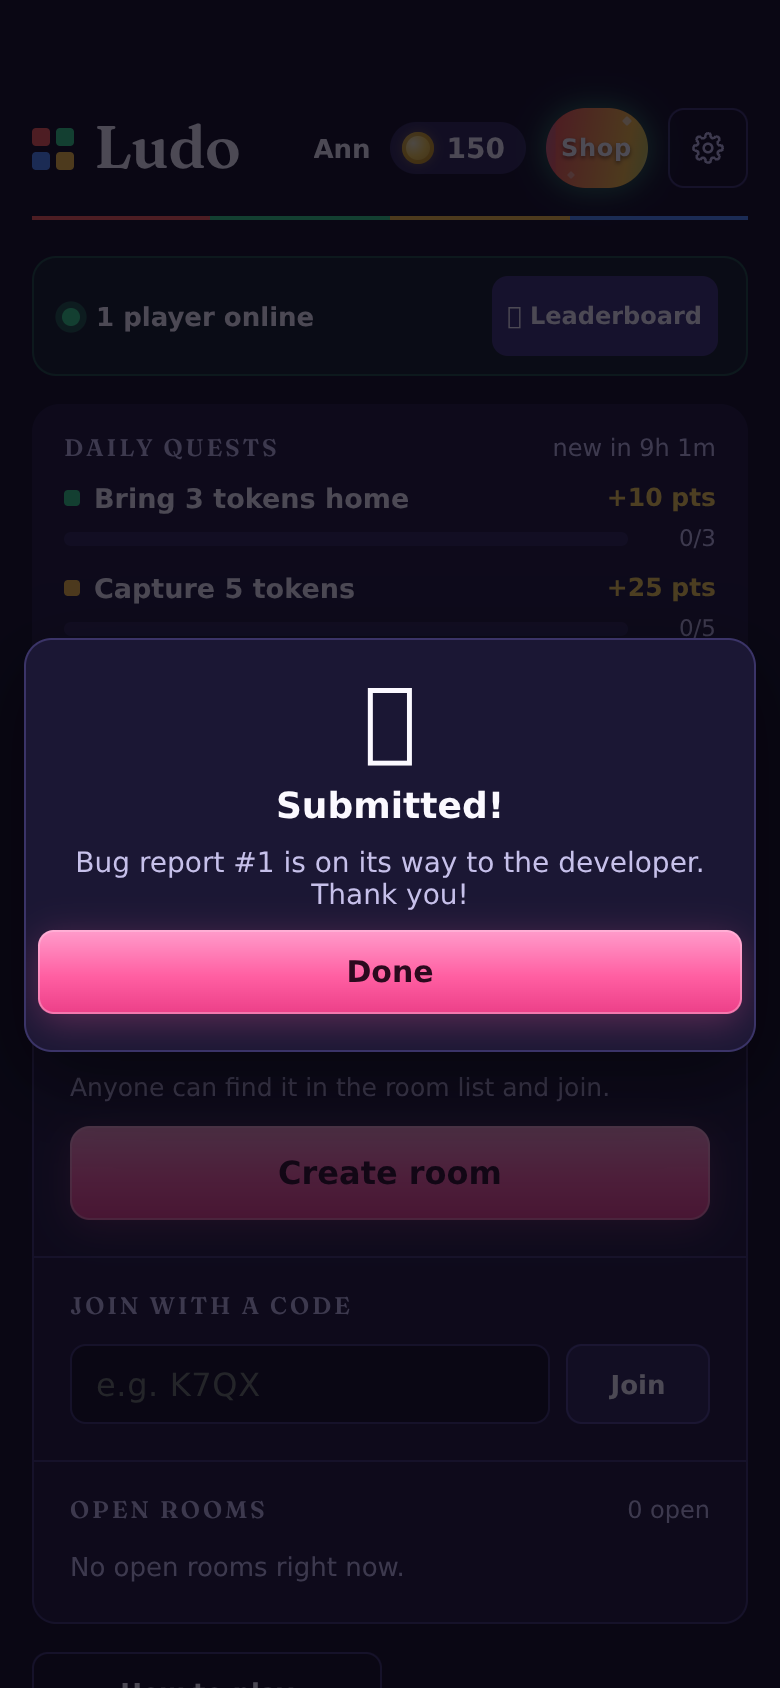 Ludo
Ann
150
Shop
1 player online
Leaderboard
DAILY QUESTS
new in 9h 1m
Bring 3 tokens home
+10 pts
0/3
Capture 5 tokens
+25 pts
0/5
Submitted!
Bug report #1 is on its way to the developer.
Thank you!
Done
Anyone can find it in the room list and join.
Create room
JOIN WITH A CODE
e.g. K7QX
Join
OPEN ROOMS
0 open
No open rooms right now.
How to play